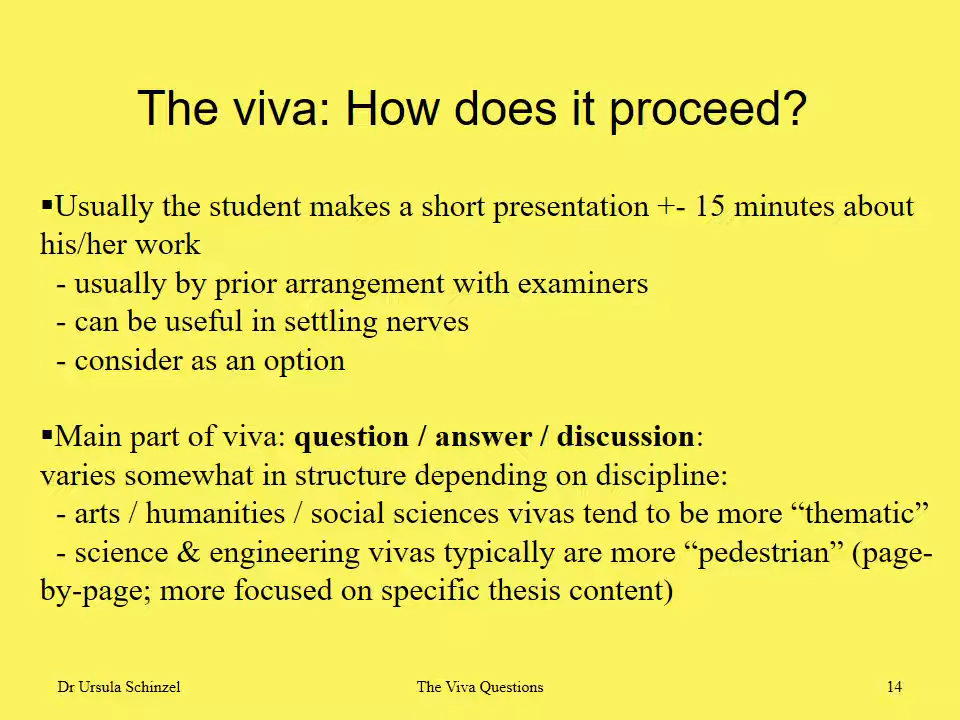 The viva: How does it proceed?
▪Usually the student makes a short presentation +- 15 minutes about
his/her work
- usually by prior arrangement with examiners
- can be useful in settling nerves
- consider as an option
▪Main part of viva: question / answer / discussion:
varies somewhat in structure depending on discipline:
- arts / humanities / social sciences vivas tend to be more “thematic”
- science & engineering vivas typically are more “pedestrian” (page-
by-page; more focused on specific thesis content)
Dr Ursula Schinzel The Viva Questions 14